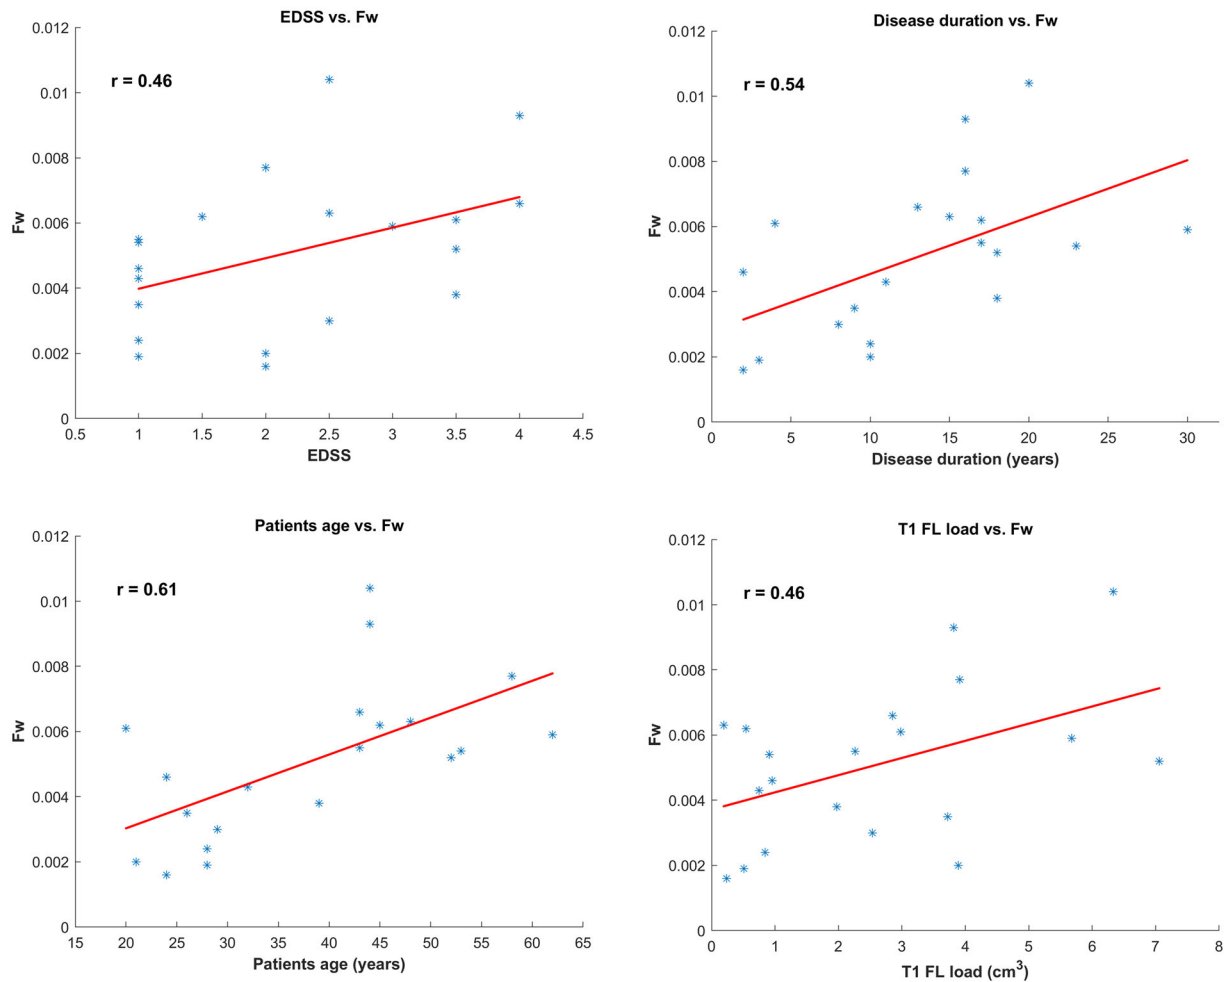 EDSS vs. Fw
r = 0.46
0.012
0.01
0.008
0.006
0.004
0.002
0
Fw
0.5 1 1.5 2 2.5 3 3.5 4 4.5
EDSS
Disease duration vs. Fw
r = 0.54
0.012
0.01
0.008
0.006
0.004
0.002
0
Fw
0 5 10 15 20 25 30
Disease duration (years)
Patients age vs. Fw
r = 0.61
0.012
0.01
0.008
0.006
0.004
0.002
0
Fw
15 20 25 30 35 40 45 50 55 60 65
Patients age (years)
T1 FL load vs. Fw
r = 0.46
0.012
0.01
0.008
0.006
0.004
0.002
0
Fw
0 1 2 3 4 5 6 7 8
T1 FL load (cm³)